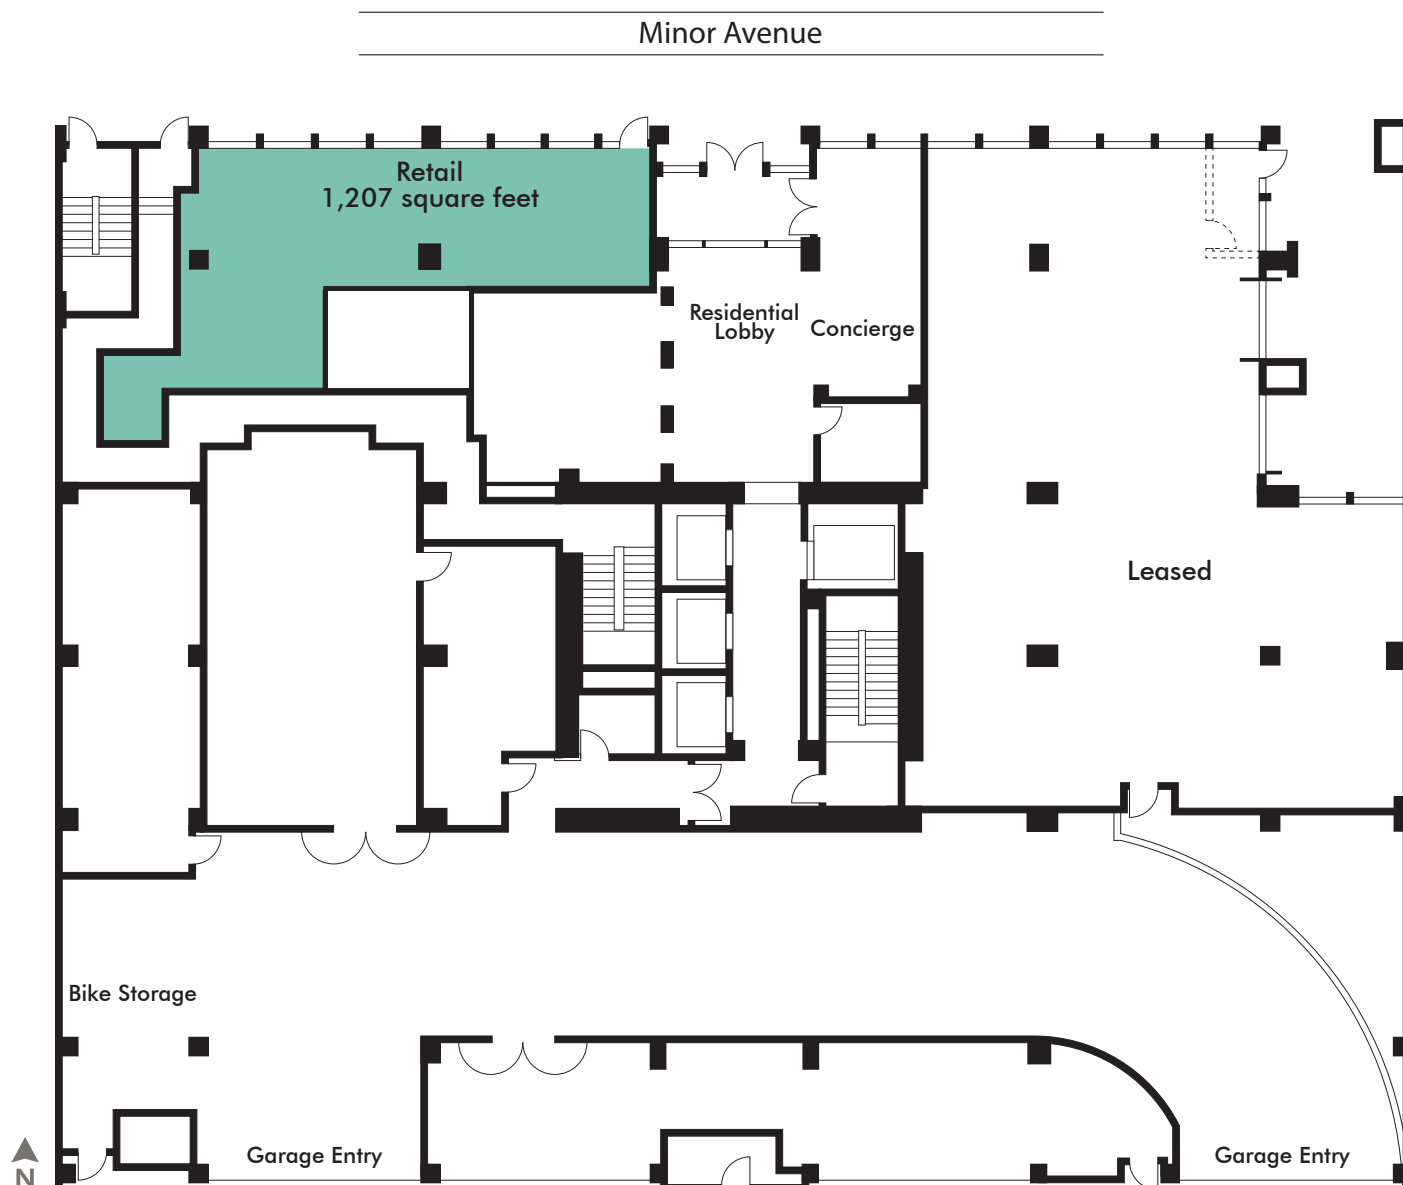 Minor Avenue
Retail
1,207 square feet
Residential
Lobby
Concierge
Leased
Bike Storage
Garage Entry
Garage Entry
N